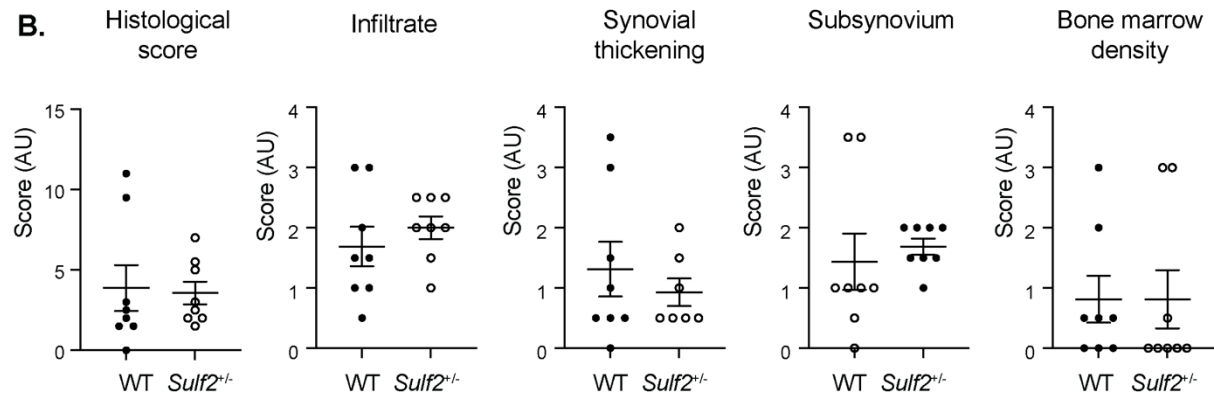 B.
Histological
score
Score (AU)
15
10
5
0
WT Sulf2+/-
Infiltrate
Score (AU)
4
3
2
1
0
WT Sulf2+/-
Synovial
thickening
Score (AU)
4
3
2
1
0
WT Sulf2+/-
Subsynovium
Score (AU)
4
3
2
1
0
WT Sulf2+/-
Bone marrow
density
Score (AU)
4
3
2
1
0
WT Sulf2+/-